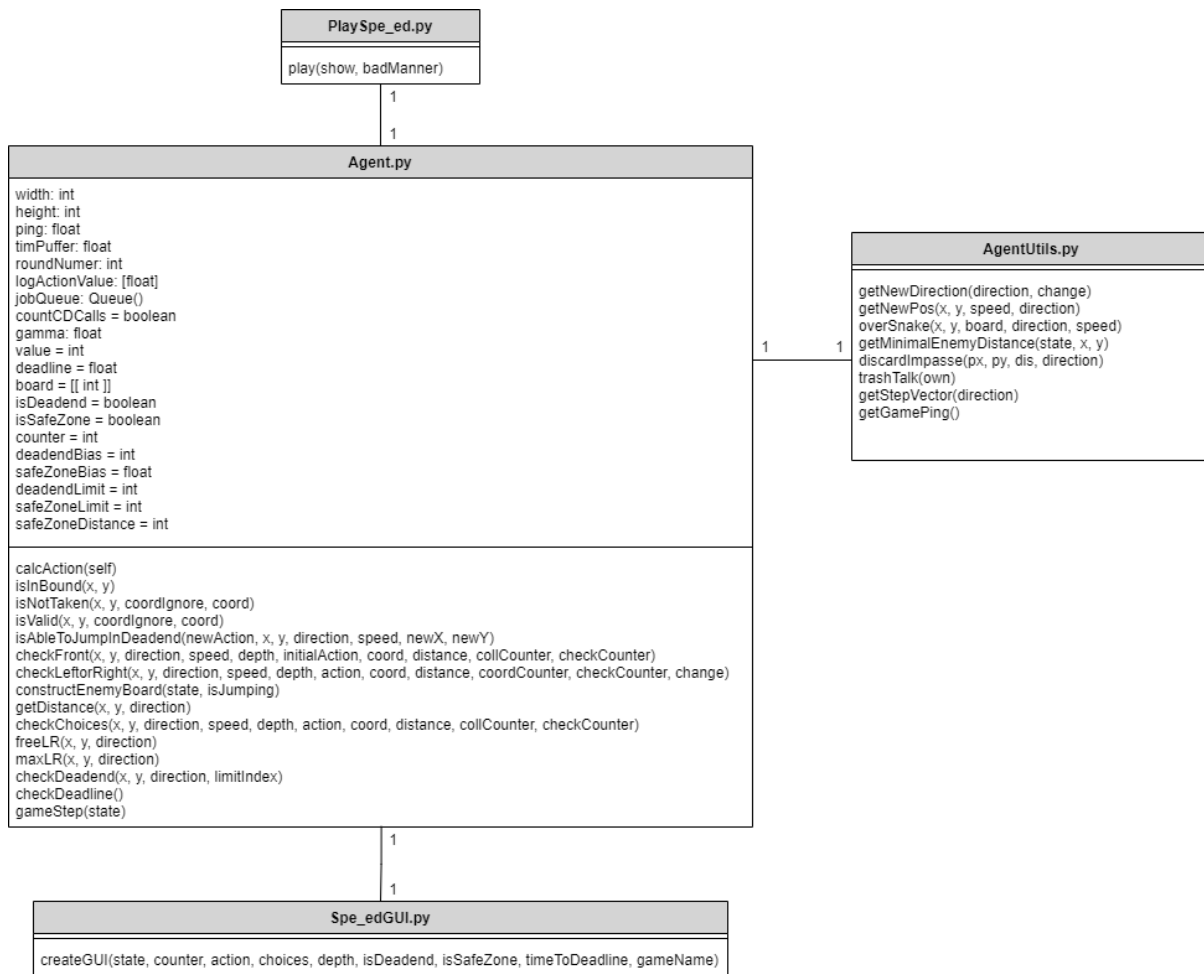 PlaySpe_ed.py
play(show, badManner)
1
1
Agent.py
width: int
height: int
ping: float
timPuffer: float
roundNumer: int
logActionValue: [float]
jobQueue: Queue()
countCDCalls = boolean
gamma: float
value = int
deadline = float
board = [[ int ]]
isDeadend = boolean
isSafeZone = boolean
counter = int
deadendBias = int
safeZoneBias = float
deadendLimit = int
safeZoneLimit = int
safeZoneDistance = int
calcAction(self)
isInBound(x, y)
isNotTaken(x, y, coordIgnore, coord)
isValid(x, y, coordIgnore, coord)
isAbleToJumpInDeadend(newAction, x, y, direction, speed, newX, newY)
checkFront(x, y, direction, speed, depth, initialAction, coord, distance, collCounter, checkCounter)
checkLeftorRight(x, y, direction, speed, depth, action, coord, distance, coordCounter, checkCounter, change)
constructEnemyBoard(state, isJumping)
getDistance(x, y, direction)
checkChoices(x, y, direction, speed, depth, action, coord, distance, collCounter, checkCounter)
freeLR(x, y, direction)
maxLR(x, y, direction)
checkDeadend(x, y, direction, limitIndex)
checkDeadline()
gameStep(state)
1
1
AgentUtils.py
getNewDirection(direction, change)
getNewPos(x, y, speed, direction)
overSnake(x, y, board, direction, speed)
getMinimalEnemyDistance(state, x, y)
discardImpasse(px, py, dis, direction)
trashTalk(own)
getStepVector(direction)
getGamePing()
1
1
Spe_edGUI.py
createGUI(state, counter, action, choices, depth, isDeadend, isSafeZone, timeToDeadline, gameName)